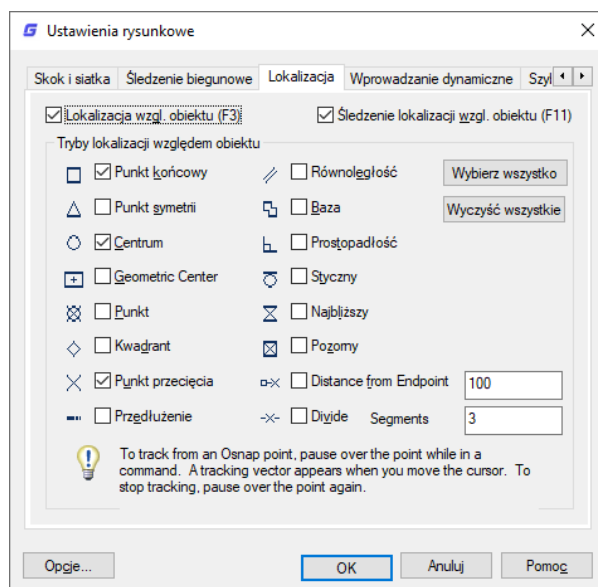 Ustawienia rysunkowe
Skok i siatka Śledzenie biegunowe Lokalizacja Wprowadzanie dynamiczne Szyl
Lokalizacja wzgl. obiektu (F3) Śledzenie lokalizacji wzgl. obiektu (F11)
Tryby lokalizacji względem obiektu
Punkt końcowy Równoległość Wybierz wszystko
Punkt symetrii Baza Wyczyść wszystkie
Centrum Prostopadłość
Geometric Center Styczny
Punkt Najbliższy
Kwadrant Pozorny
Punkt przecięcia Distance from Endpoint 100
Przedłużenie Divide Segments 3
To track from an Osnap point, pause over the point while in a
command. A tracking vector appears when you move the cursor. To
stop tracking, pause over the point again.
Opcje... OK Anuluj Pomoc